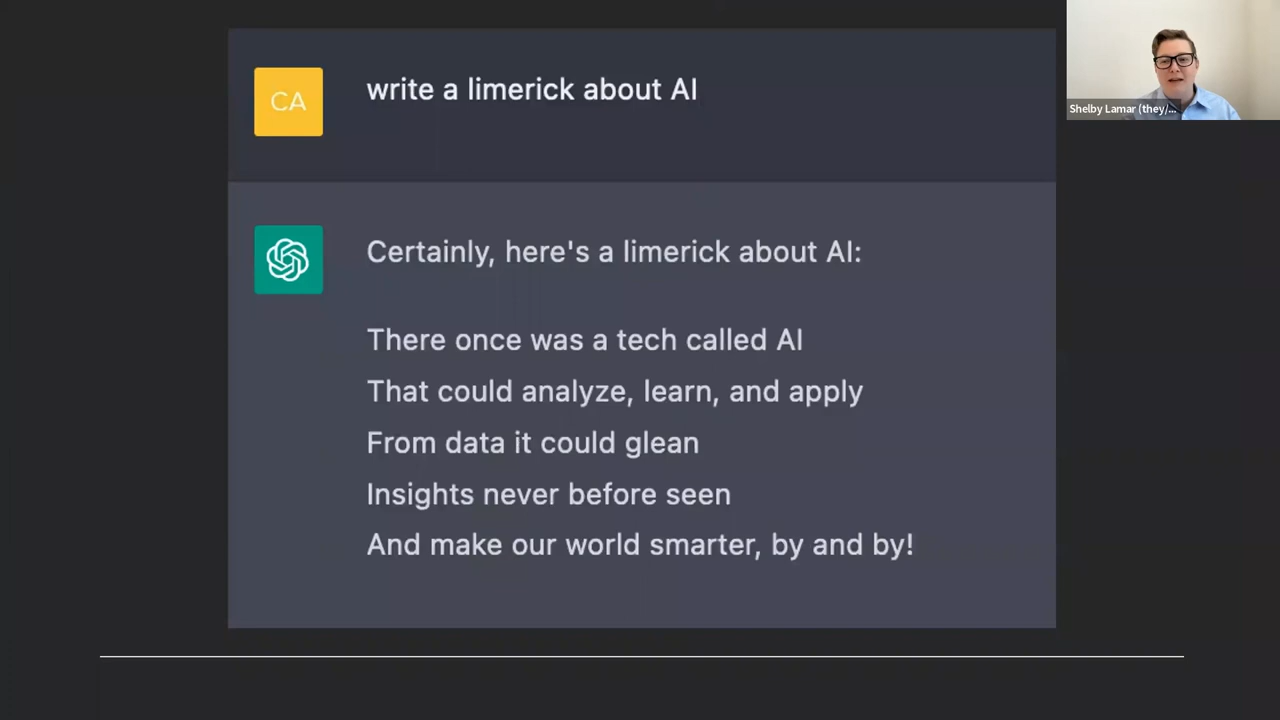 CA
write a limerick about AI
Certainly, here's a limerick about AI:
There once was a tech called AI
That could analyze, learn, and apply
From data it could glean
Insights never before seen
And make our world smarter, by and by!
Shelby Lamar (they/...